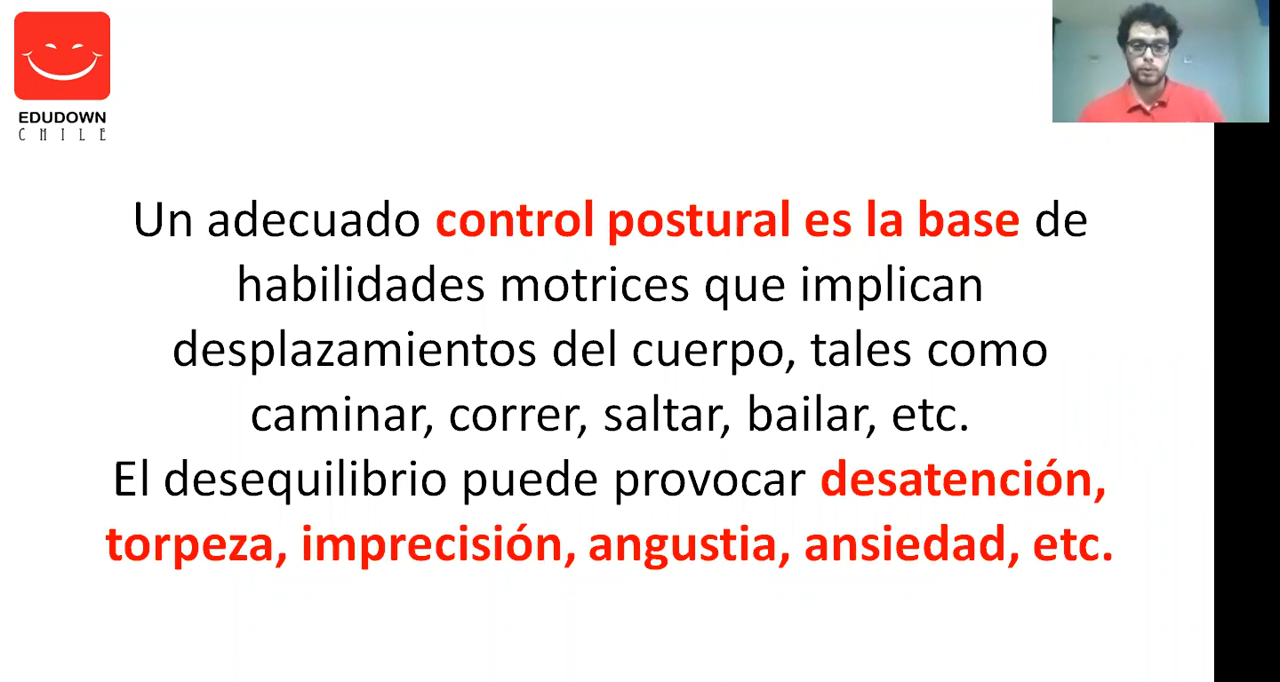 EDUDOWN
CHILE
Un adecuado control postural es la base de
habilidades motrices que implican
desplazamientos del cuerpo, tales como
caminar, correr, saltar, bailar, etc.
El desequilibrio puede provocar desatención,
torpeza, imprecisión, angustia, ansiedad, etc.